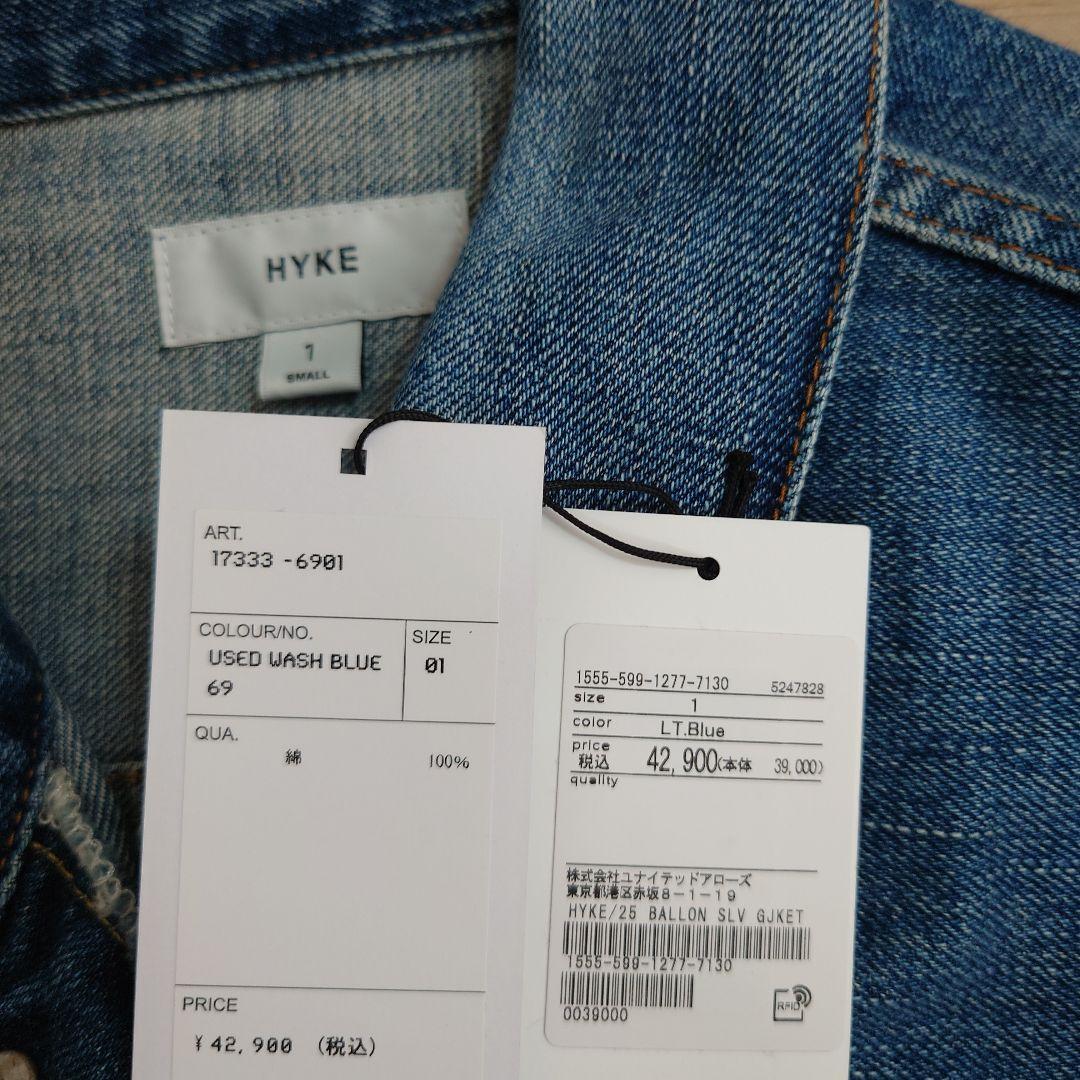 HYKE
1
SMALL
ART.
17333 -6901
COLOUR/NO.
USED WASH BLUE
69
SIZE
01
QUA.
綿 100%
PRICE
¥42,900 (税込)
1555-599-1277-7130 5247828
size 1
color LT.Blue
price
税込 42,900(本体 39,000)
quality
株式会社ユナイテッドアローズ
東京都港区赤坂8-1-19
HYKE/25 BALLON SLV GJKET
1555-599-1277-7130
0039000
RFID